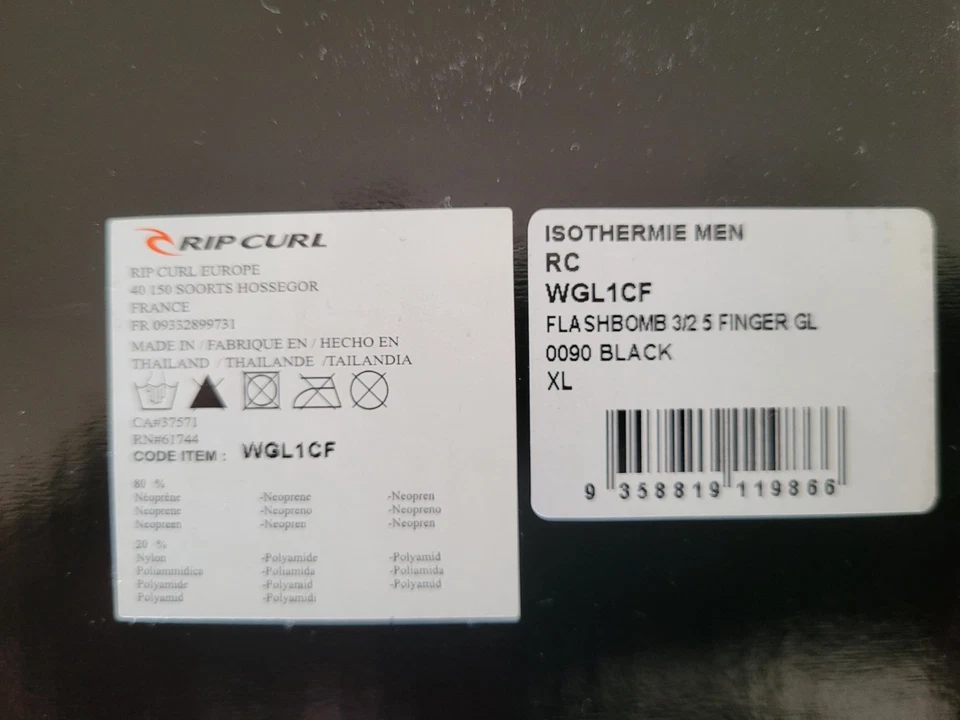 RIP CURL
RIP CURL EUROPE
40 150 SOORTS HOSSEGOR
FRANCE
FR 09332899731
MADE IN / FABRIQUE EN / HECHO EN
THAILAND / THAILANDE /TAILANDIA
CA#37571
RN#61744
CODE ITEM : WGL1CF
80 %
Neoprène -Neoprene -Neopren
Neoprene -Neopreno -Neopreno
Neopreen -Neopren -Neopren
20 %
Nylon -Polyamide -Polyamid
Poliammidica -Poliamida -Poliamida
Polyamide -Polyamid -Polyamid
Polyamid -Polyamidi
ISOTHERMIE MEN
RC
WGL1CF
FLASHBOMB 3/2 5 FINGER GL
0090 BLACK
XL
9 358819 119866